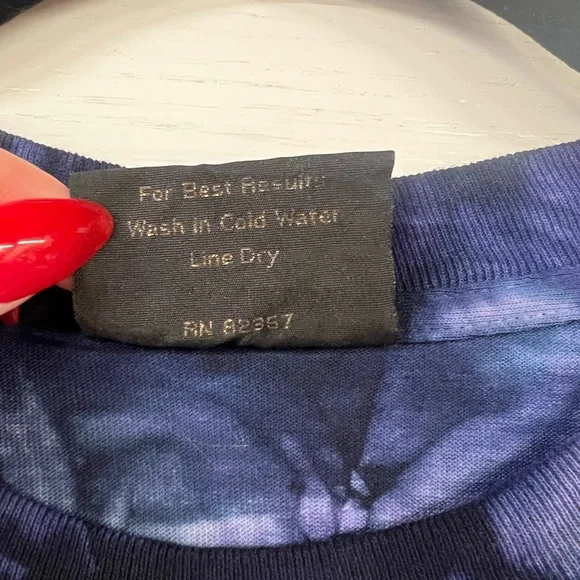 For Best Results
Wash in Cold Water
Line Dry
RN 82957